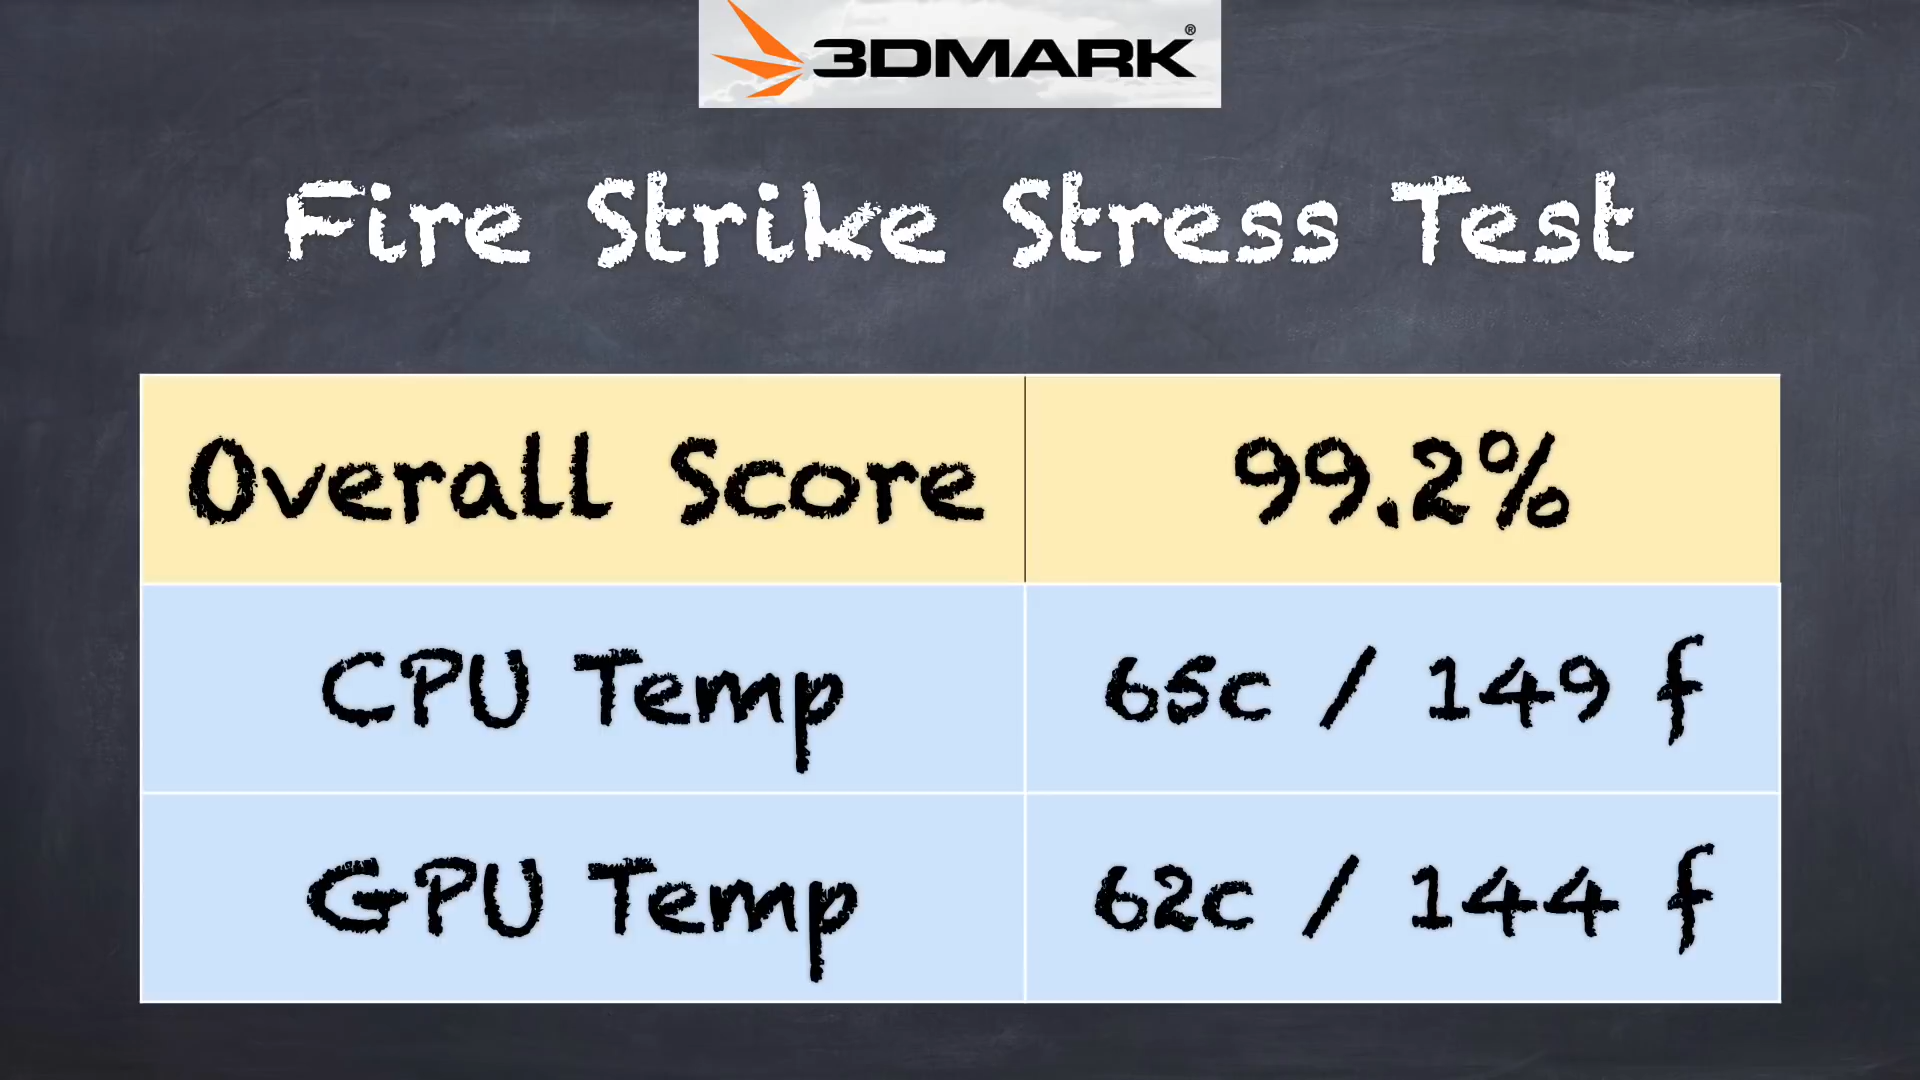 3DMARK®
Fire Strike Stress Test
Overall Score 99.2%
CPU Temp 65c / 149 f
GPU Temp 62c / 144 f